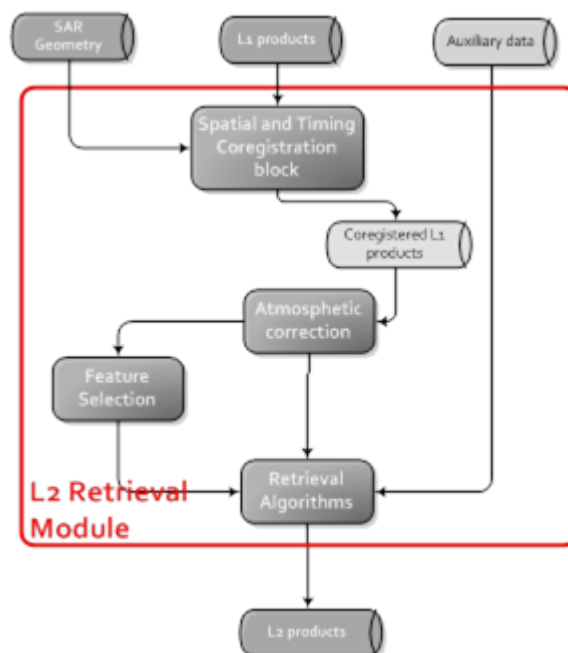 SAR
Geometry
L1 products
Auxiliary data
Spatial and Timing
Coregistration
block
Coregistered L1
products
Atmosphetic
correction
Feature
Selection
Retrieval
Algorithms
L2 Retrieval
Module
L2 products